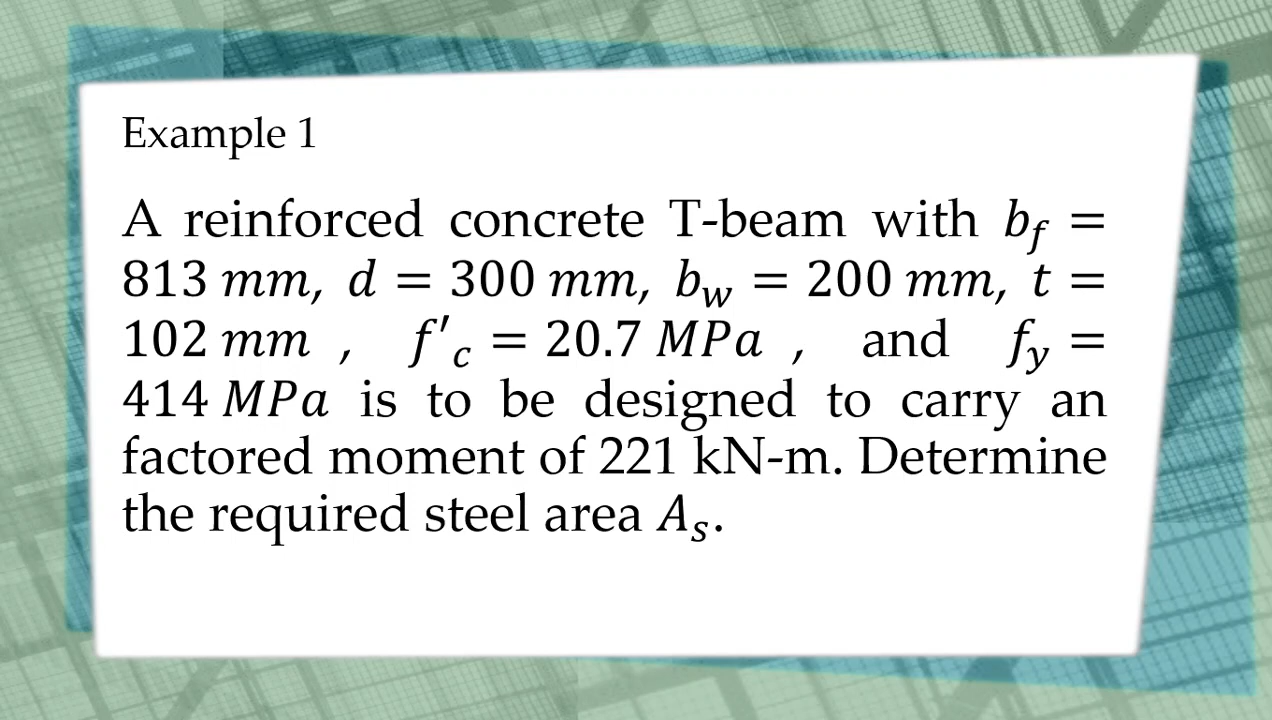 Example 1
A reinforced concrete T-beam with b_f =
813 mm, d = 300 mm, b_w = 200 mm, t =
102 mm , f'_c = 20.7 MPa , and f_y =
414 MPa is to be designed to carry an
factored moment of 221 kN-m. Determine
the required steel area A_s.